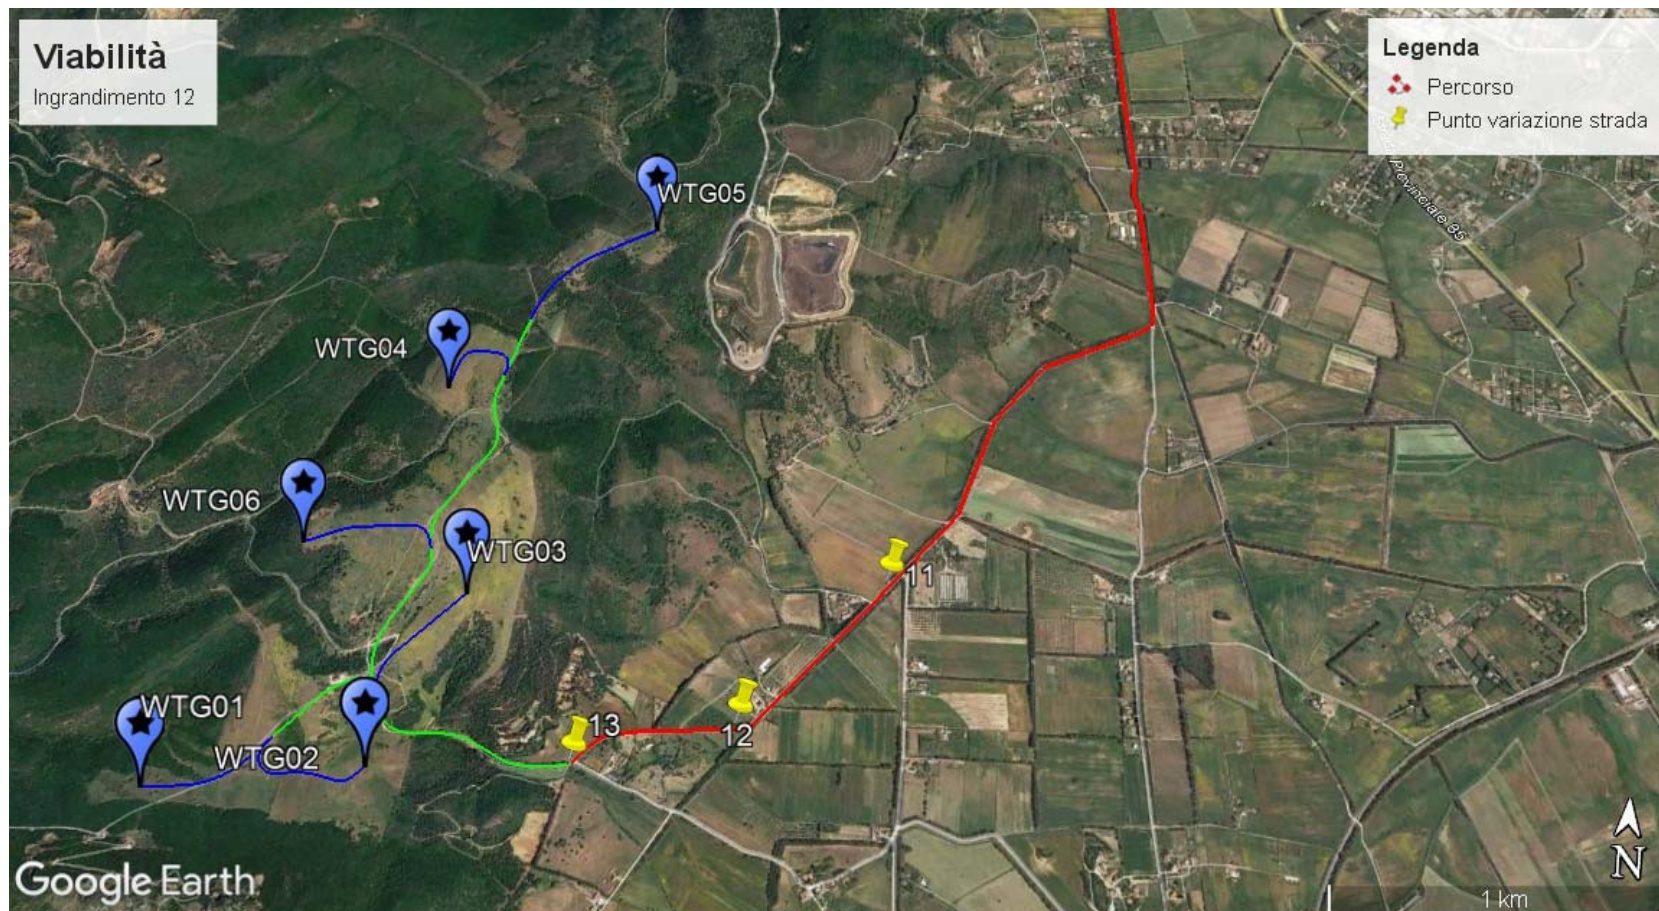 Viabilità
Ingrandimento 12
Legenda
Percorso
Punto variazione strada
Provinciale 85
WTG05
WTG04
WTG06
WTG03
11
WTG01
13
12
WTG02
Google Earth
N
1 km